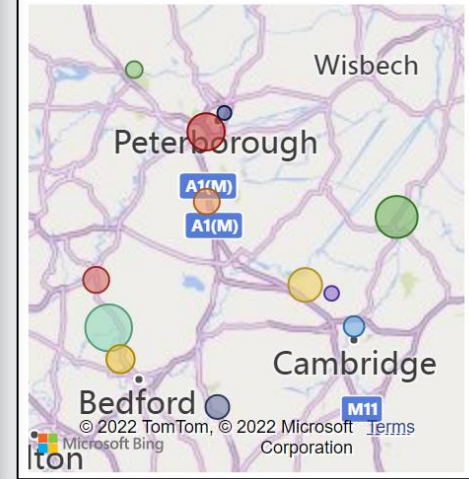 Wisbech
Peterborough
A1(M)
A1(M)
Cambridge
Bedford
M11
© 2022 TomTom, © 2022 Microsoft Corporation Terms
Microsoft Bing
lton